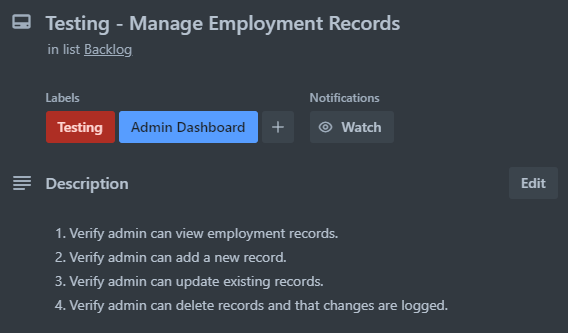 Testing - Manage Employment Records
in list Backlog
Labels
Notifications
Testing
Admin Dashboard
+
Watch
Description
Edit
1. Verify admin can view employment records.
2. Verify admin can add a new record.
3. Verify admin can update existing records.
4. Verify admin can delete records and that changes are logged.